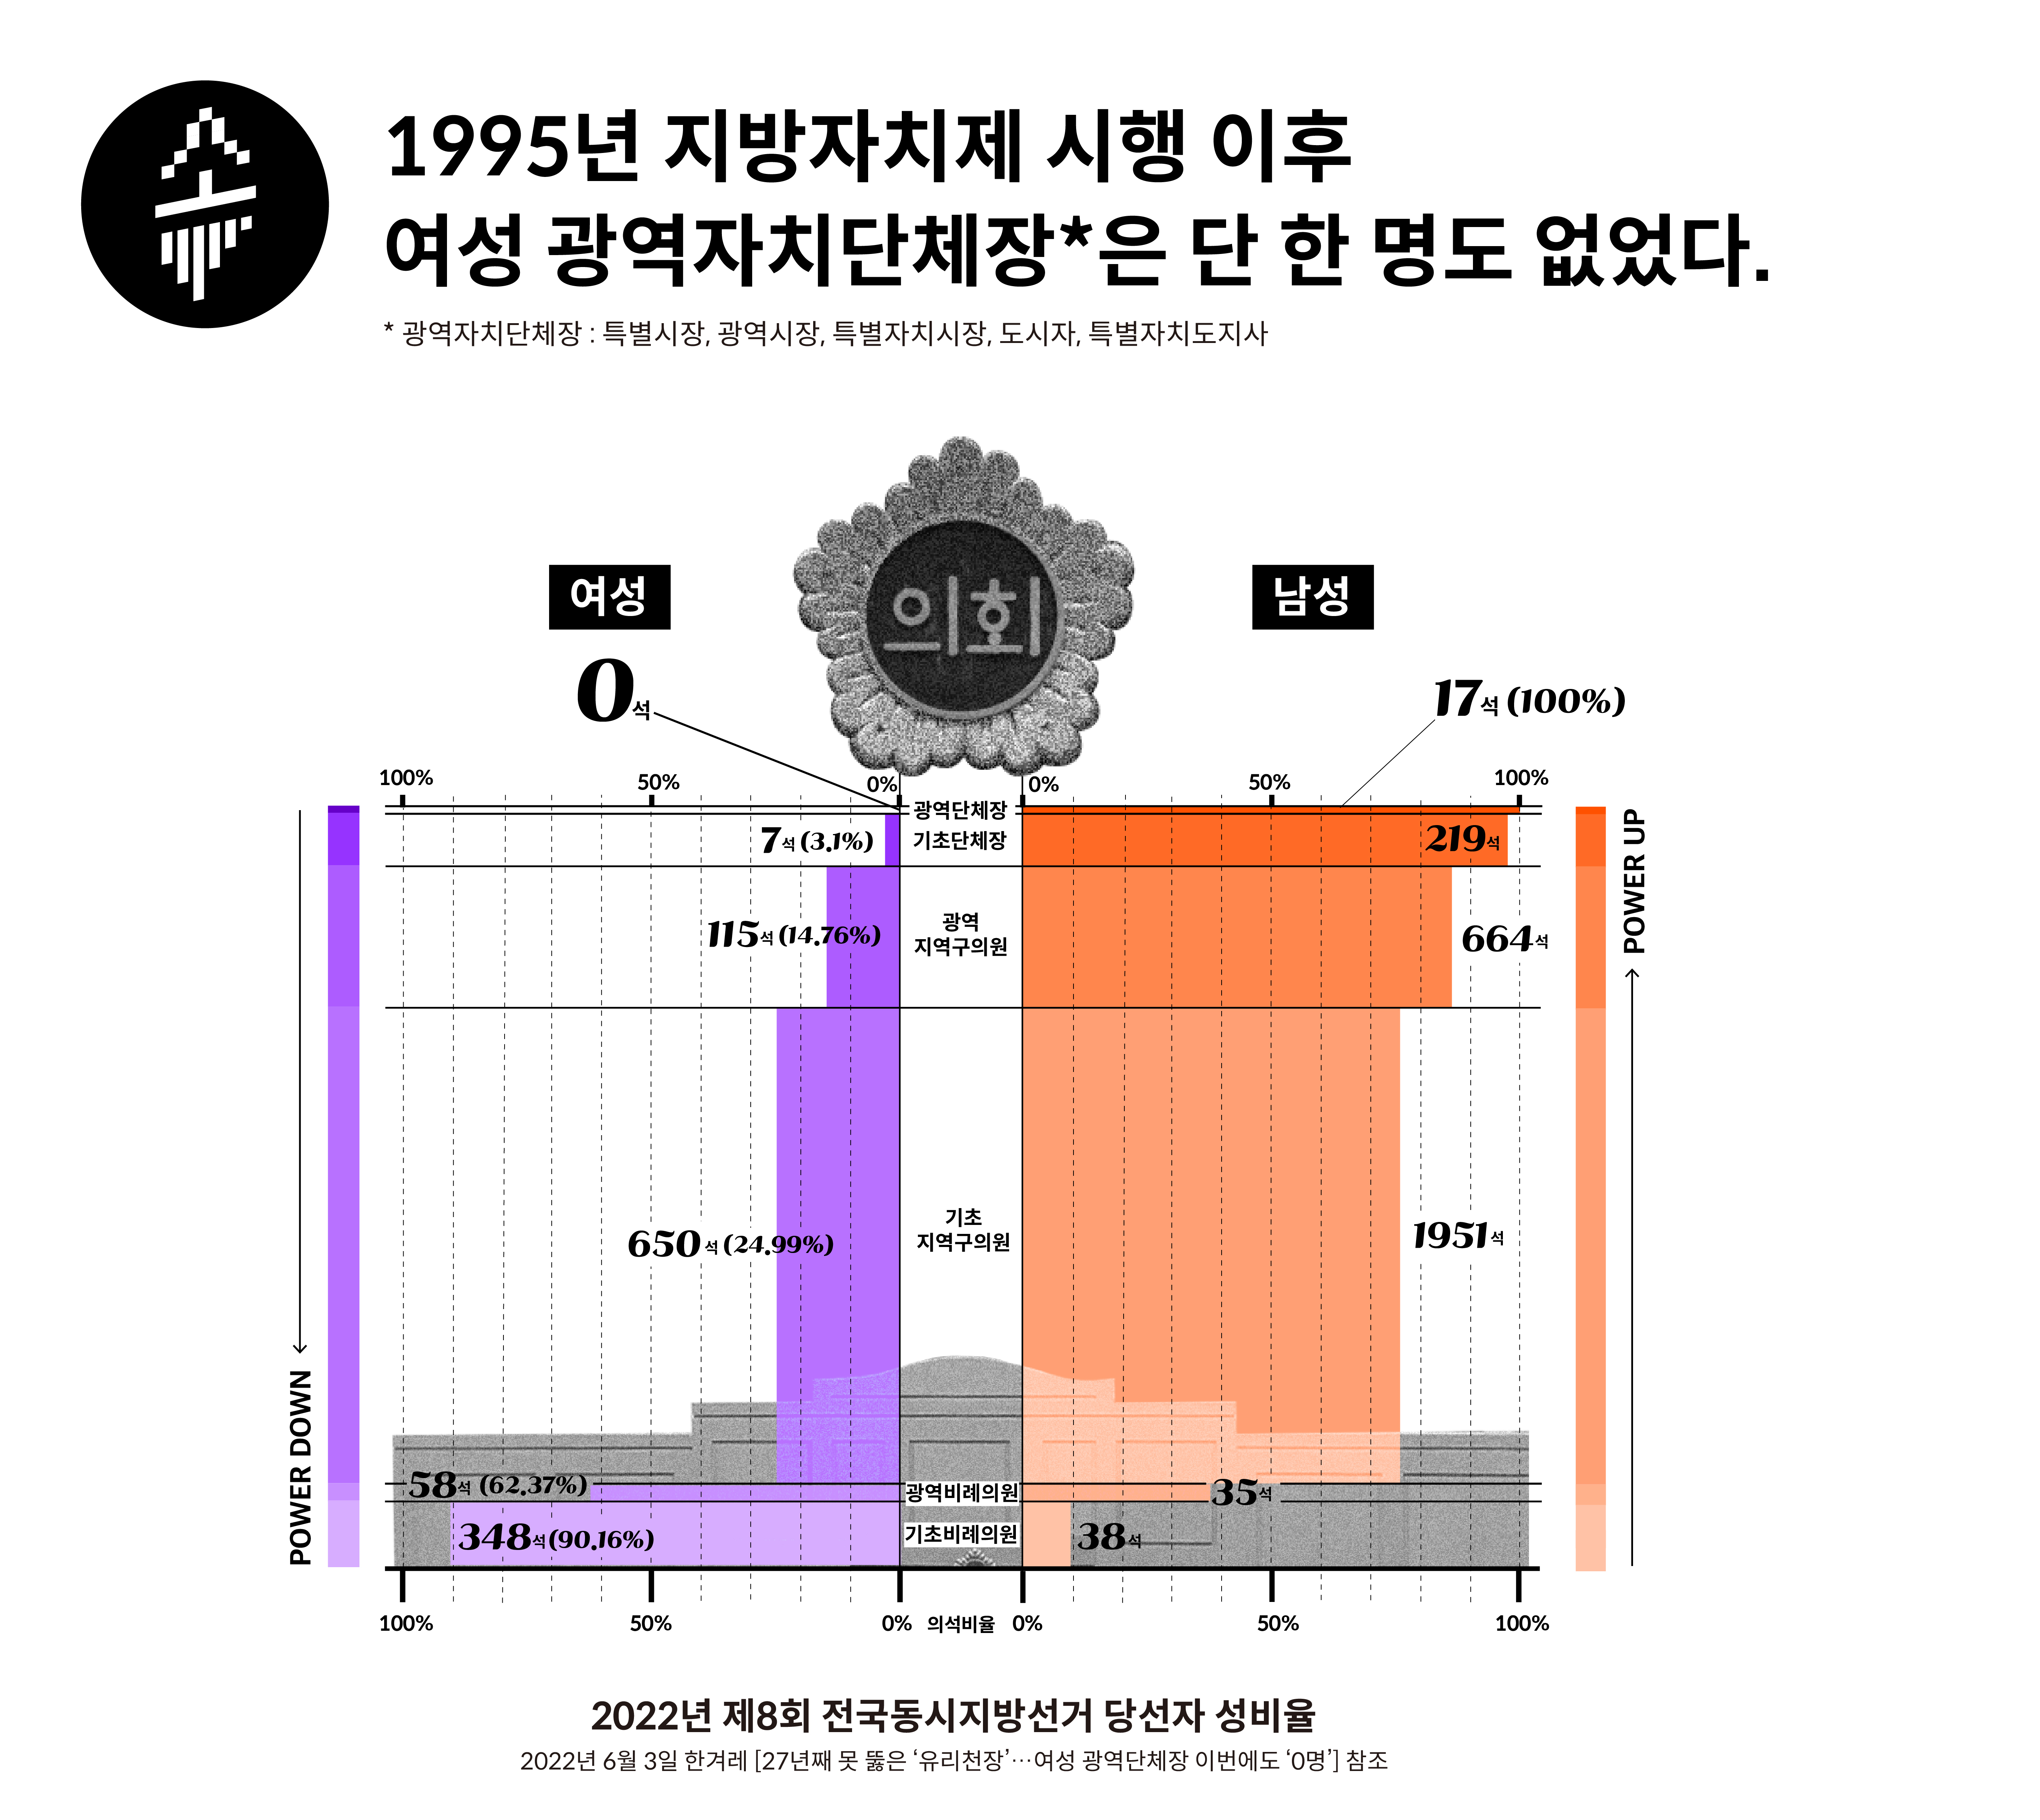 1995년 지방자치제 시행 이후
여성 광역자치단체장*은 단 한 명도 없었다.
* 광역자치단체장 : 특별시장, 광역시장, 특별자치시장, 도시자, 특별자치도지사
의회
여성
남성
0석
17석 (100%)
100% 50% 0% 0% 50% 100%
광역단체장
7석 (3.1%) 기초단체장 219석
115석 (14.76%) 광역 지역구의원 664석
650석 (24.99%) 기초 지역구의원 1951석
58석 (62.37%) 광역비례의원 35석
348석 (90.16%) 기초비례의원 38석
POWER DOWN
POWER UP
100% 50% 0% 의석비율 0% 50% 100%
2022년 제8회 전국동시지방선거 당선자 성비율
2022년 6월 3일 한겨레 [27년째 못 뚫은 ‘유리천장’…여성 광역단체장 이번에도 ‘0명’] 참조